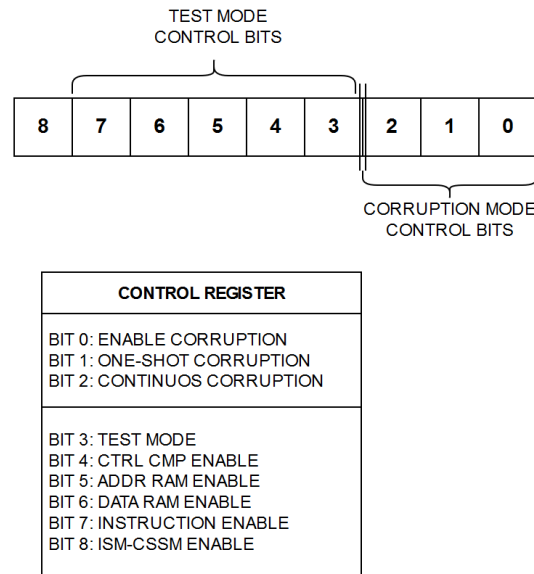 TEST MODE
CONTROL BITS
8 7 6 5 4 3 2 1 0
CORRUPTION MODE
CONTROL BITS
CONTROL REGISTER
BIT 0: ENABLE CORRUPTION
BIT 1: ONE-SHOT CORRUPTION
BIT 2: CONTINUOS CORRUPTION
BIT 3: TEST MODE
BIT 4: CTRL CMP ENABLE
BIT 5: ADDR RAM ENABLE
BIT 6: DATA RAM ENABLE
BIT 7: INSTRUCTION ENABLE
BIT 8: ISM-CSSM ENABLE